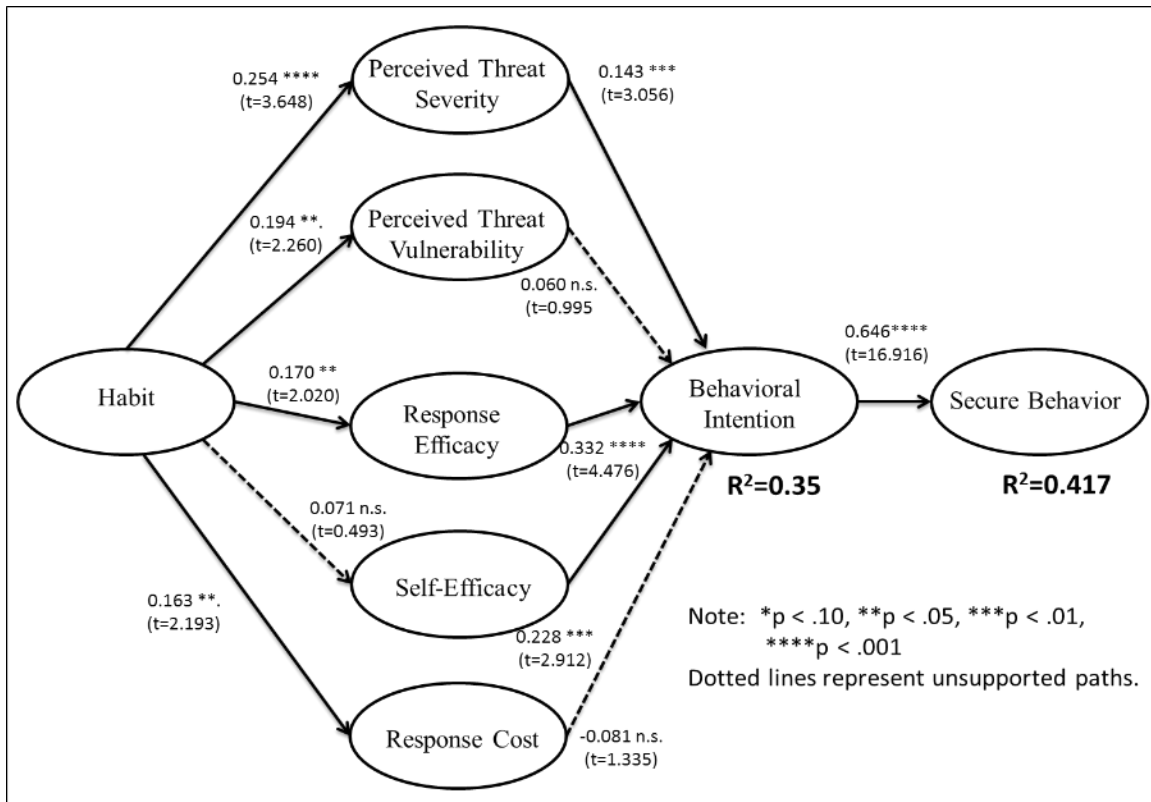 0.254 ****
(t=3.648)
Perceived Threat
Severity
0.143 ***
(t=3.056)
0.194 **.
(t=2.260)
Perceived Threat
Vulnerability
0.060 n.s.
(t=0.995
Habit
0.170 **
(t=2.020)
Response
Efficacy
0.332 ****
(t=4.476)
Behavioral
Intention
R²=0.35
0.646****
(t=16.916)
Secure Behavior
R²=0.417
0.071 n.s.
(t=0.493)
Self-Efficacy
0.228 ***
(t=2.912)
0.163 **.
(t=2.193)
Response Cost
-0.081 n.s.
(t=1.335)
Note: *p < .10, **p < .05, ***p < .01,
****p < .001
Dotted lines represent unsupported paths.